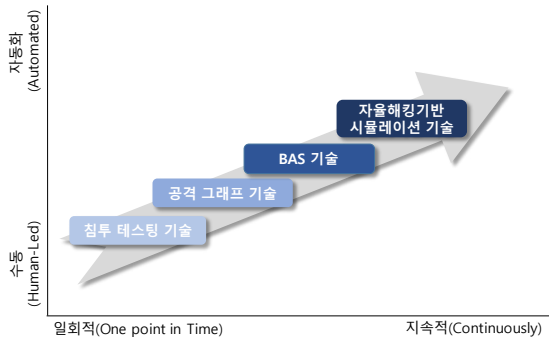 자동화
(Automated)
자율해킹기반
시뮬레이션 기술
BAS 기술
공격 그래프 기술
침투 테스팅 기술
수동
(Human-Led)
일회적(One point in Time)
지속적(Continuously)